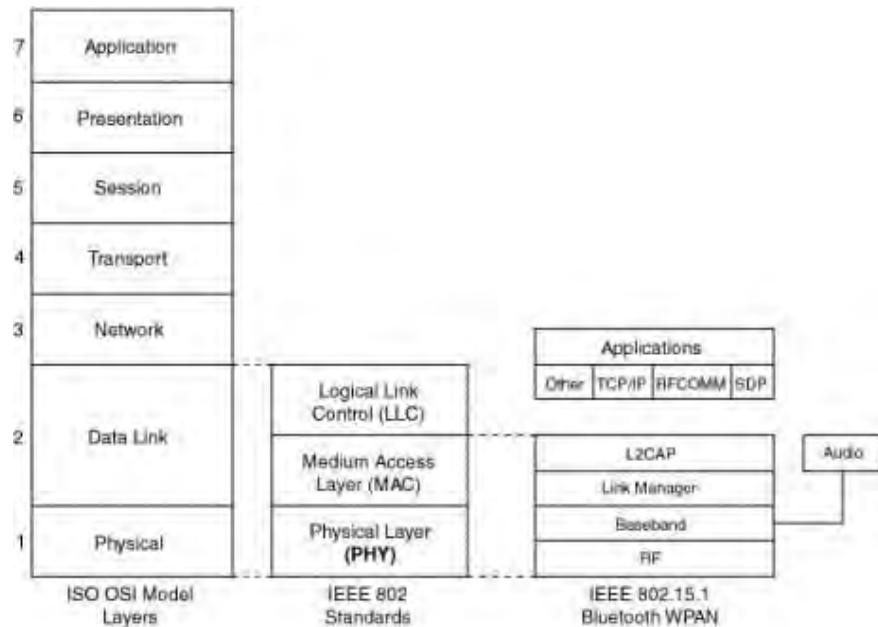 7 Application
6 Presentation
5 Session
4 Transport
3 Network
2 Data Link
1 Physical
ISO OSI Model
Layers
Logical Link
Control (LLC)
Medium Access
Layer (MAC)
Physical Layer
(PHY)
IEEE 802
Standards
Applications
Other TCP/IP RFCOMM SDP
L2CAP
Link Manager
Baseband
RF
Audio
IEEE 802.15.1
Bluetooth WPAN